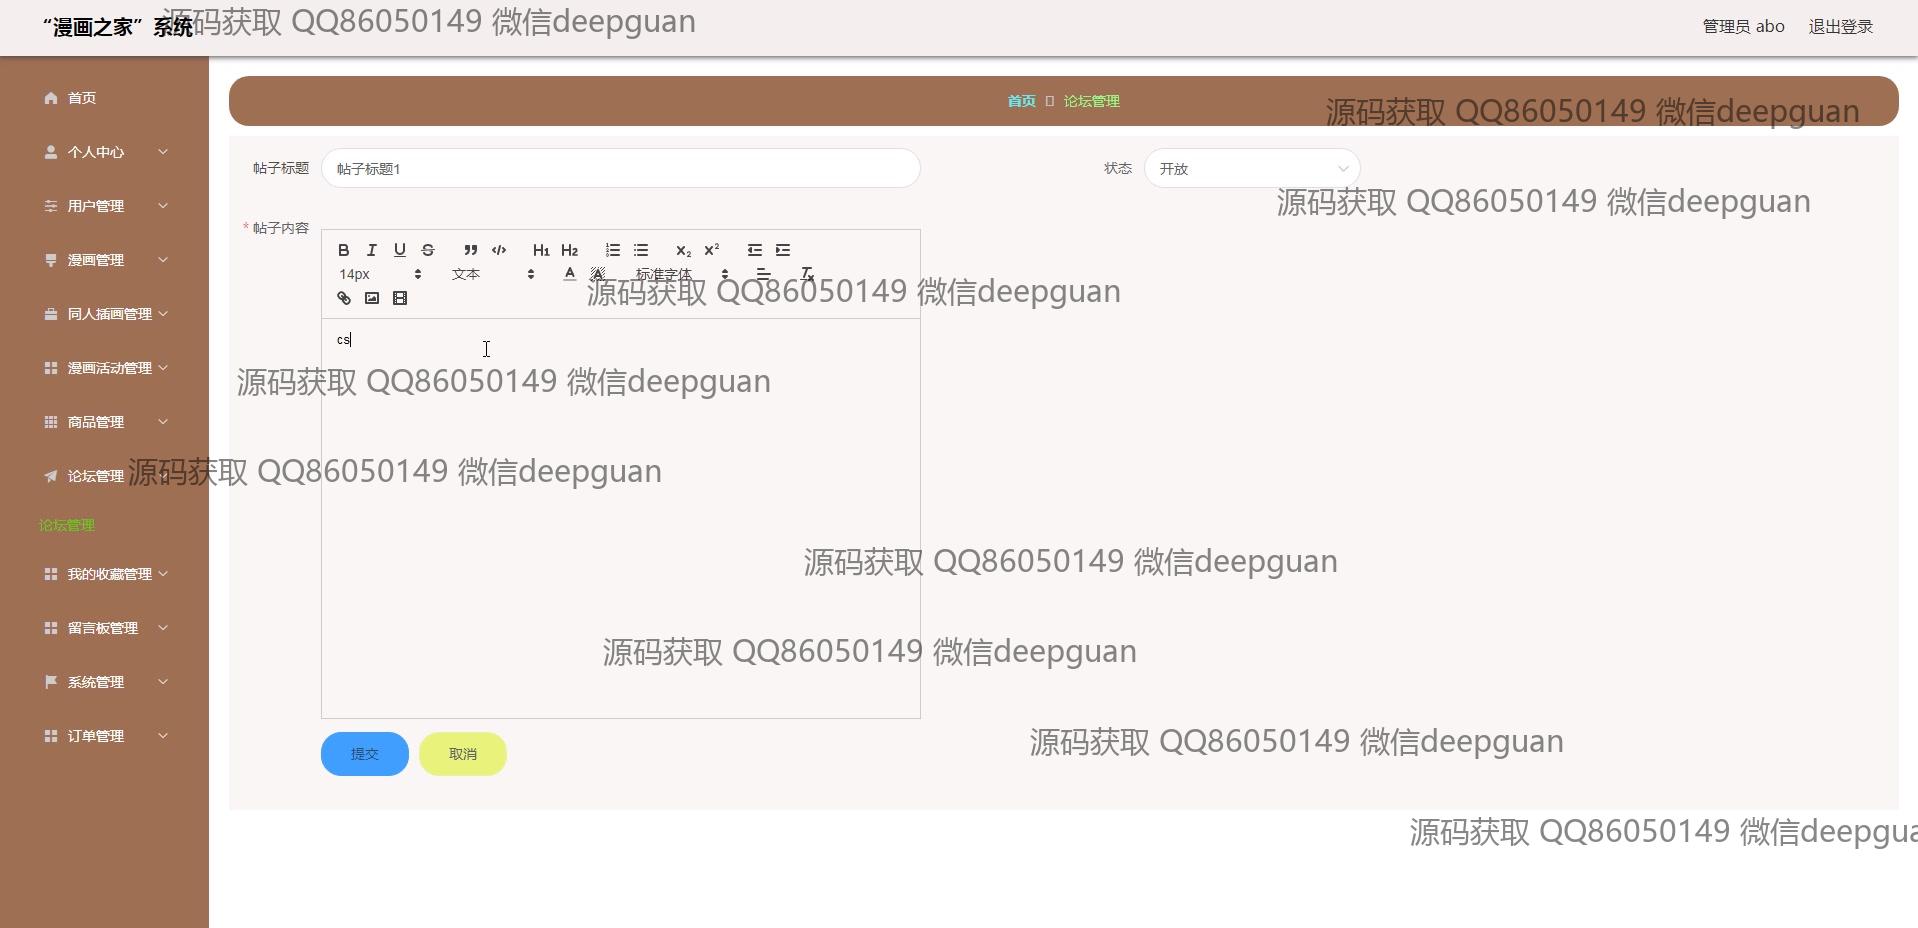 “漫画之家”系统
源码获取 QQ86050149 微信deepguan
管理员 abo 退出登录
首页
个人中心
用户管理
漫画管理
同人插画管理
漫画活动管理
商品管理
论坛管理
论坛管理
我的收藏管理
留言板管理
系统管理
订单管理
首页 论坛管理
源码获取 QQ86050149 微信deepguan
帖子标题 帖子标题1 状态 开放
源码获取 QQ86050149 微信deepguan
* 帖子内容
B I U S H1 H2 X2 X2
14px 文本 A A 标准字体
源码获取 QQ86050149 微信deepguan
cs
源码获取 QQ86050149 微信deepguan
源码获取 QQ86050149 微信deepguan
源码获取 QQ86050149 微信deepguan
源码获取 QQ86050149 微信deepguan
源码获取 QQ86050149 微信deepguan
提交 取消
源码获取 QQ86050149 微信deepgua